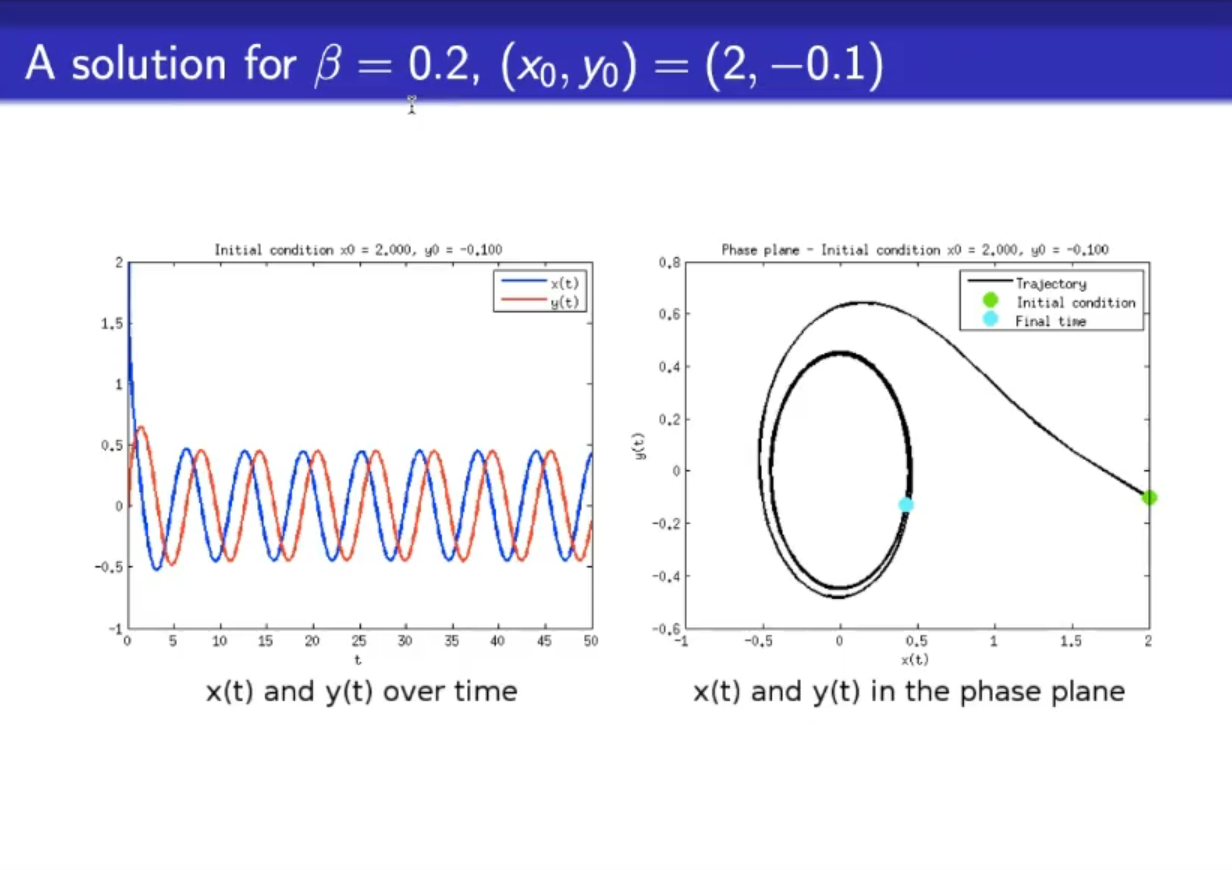 A solution for β = 0.2, (x₀, y₀) = (2, −0.1)
Initial condition x0 = 2.000, y0 = -0.100
2
1.5
1
0.5
0
-0.5
-1
x(t)
y(t)
0 5 10 15 20 25 30 35 40 45 50
t
x(t) and y(t) over time
Phase plane - Initial condition x0 = 2.000, y0 = -0.100
0.8
0.6
0.4
0.2
0
-0.2
-0.4
-0.6
y(t)
Trajectory
Initial condition
Final time
-1 -0.5 0 0.5 1 1.5 2
x(t)
x(t) and y(t) in the phase plane